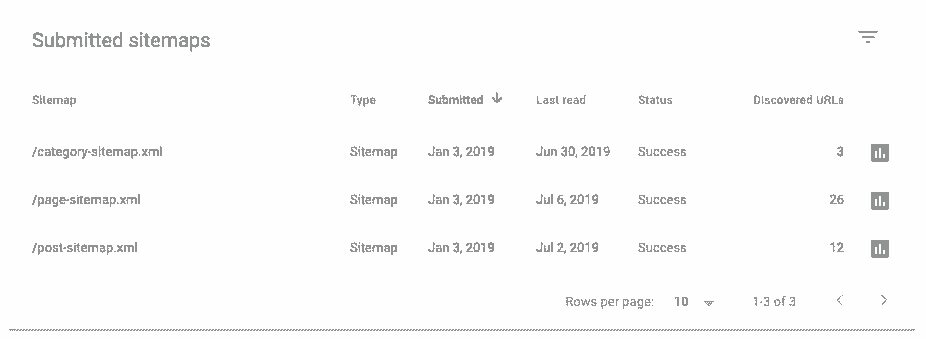 Submitted sitemaps
Sitemap Type Submitted Last read Status Discovered URLs
/category-sitemap.xml Sitemap Jan 3, 2019 Jun 30, 2019 Success 3
/page-sitemap.xml Sitemap Jan 3, 2019 Jul 6, 2019 Success 26
/post-sitemap.xml Sitemap Jan 3, 2019 Jul 2, 2019 Success 12
Rows per page: 10 1-3 of 3